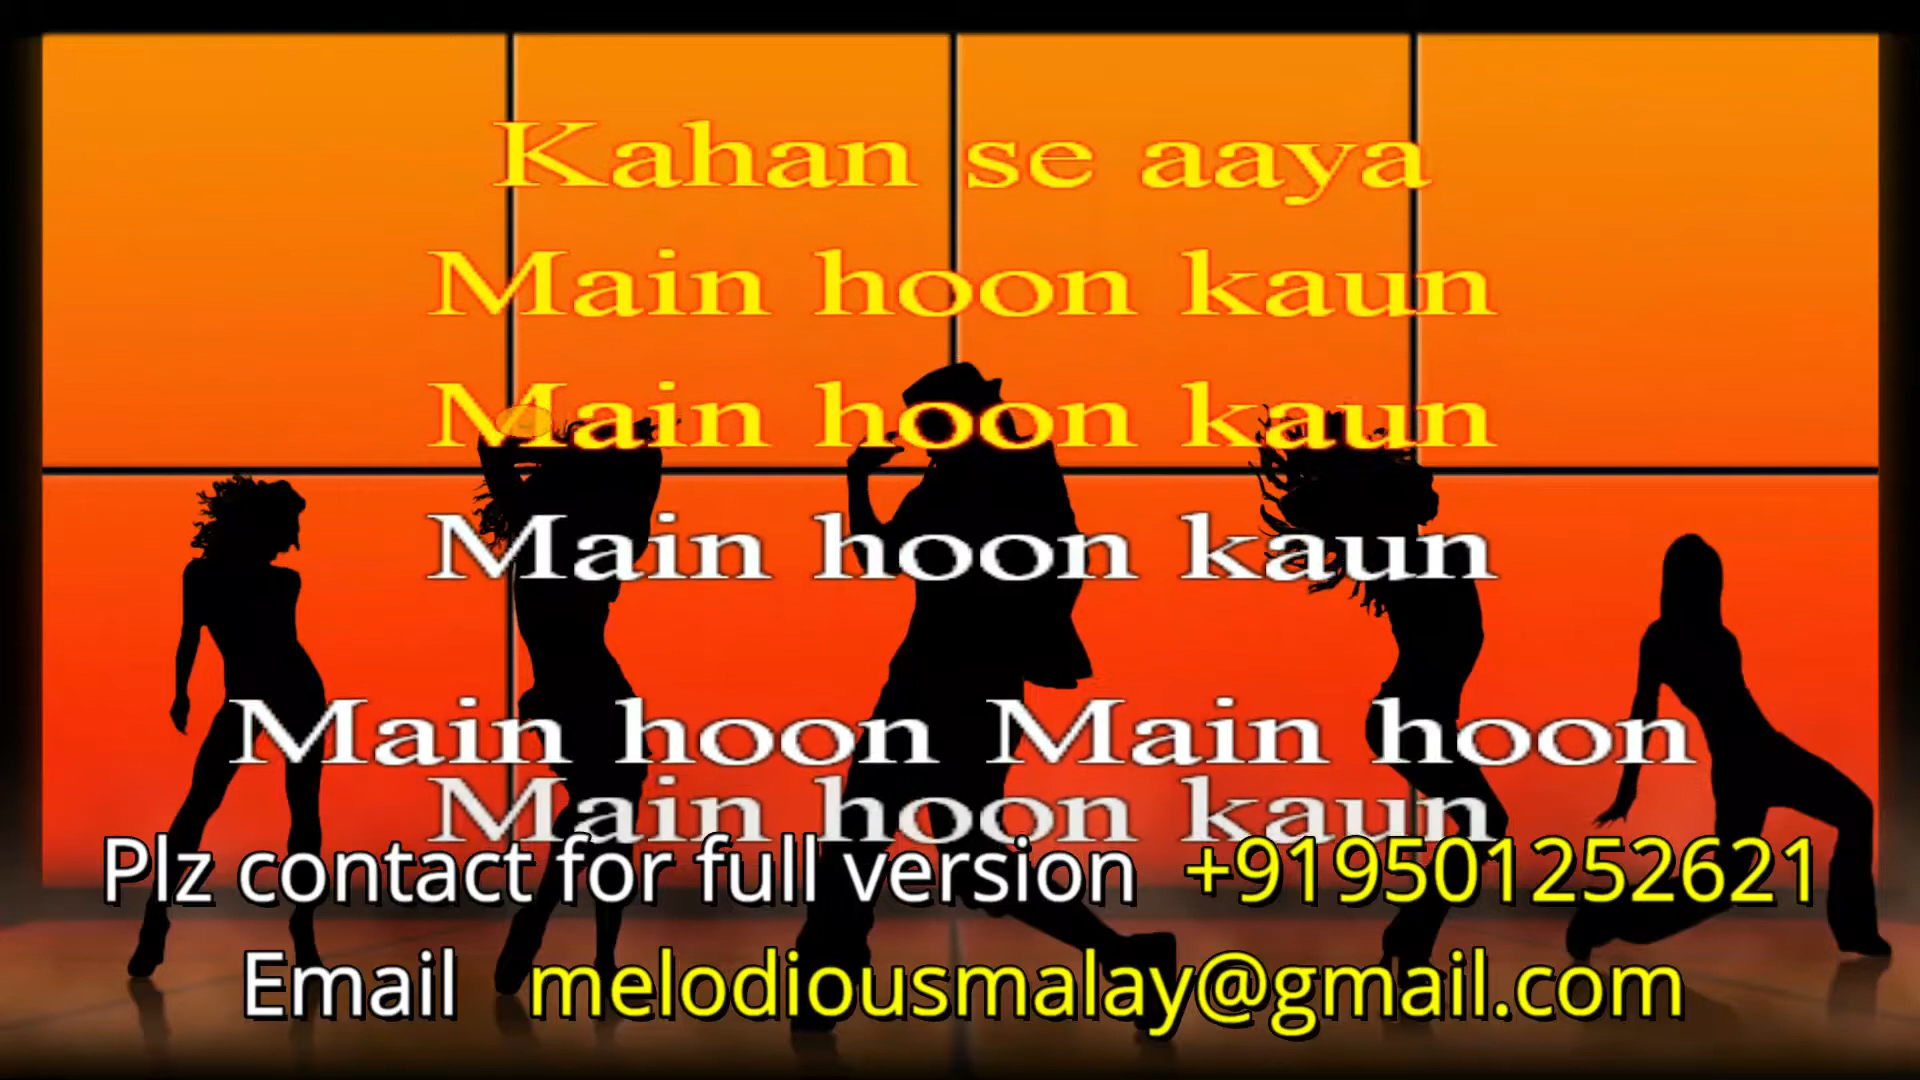 Kahan se aaya
Main hoon kaun
Main hoon kaun
Main hoon kaun
Main hoon Main hoon
Main hoon kaun
Plz contact for full version +919501252621
Email melodiousmalay@gmail.com